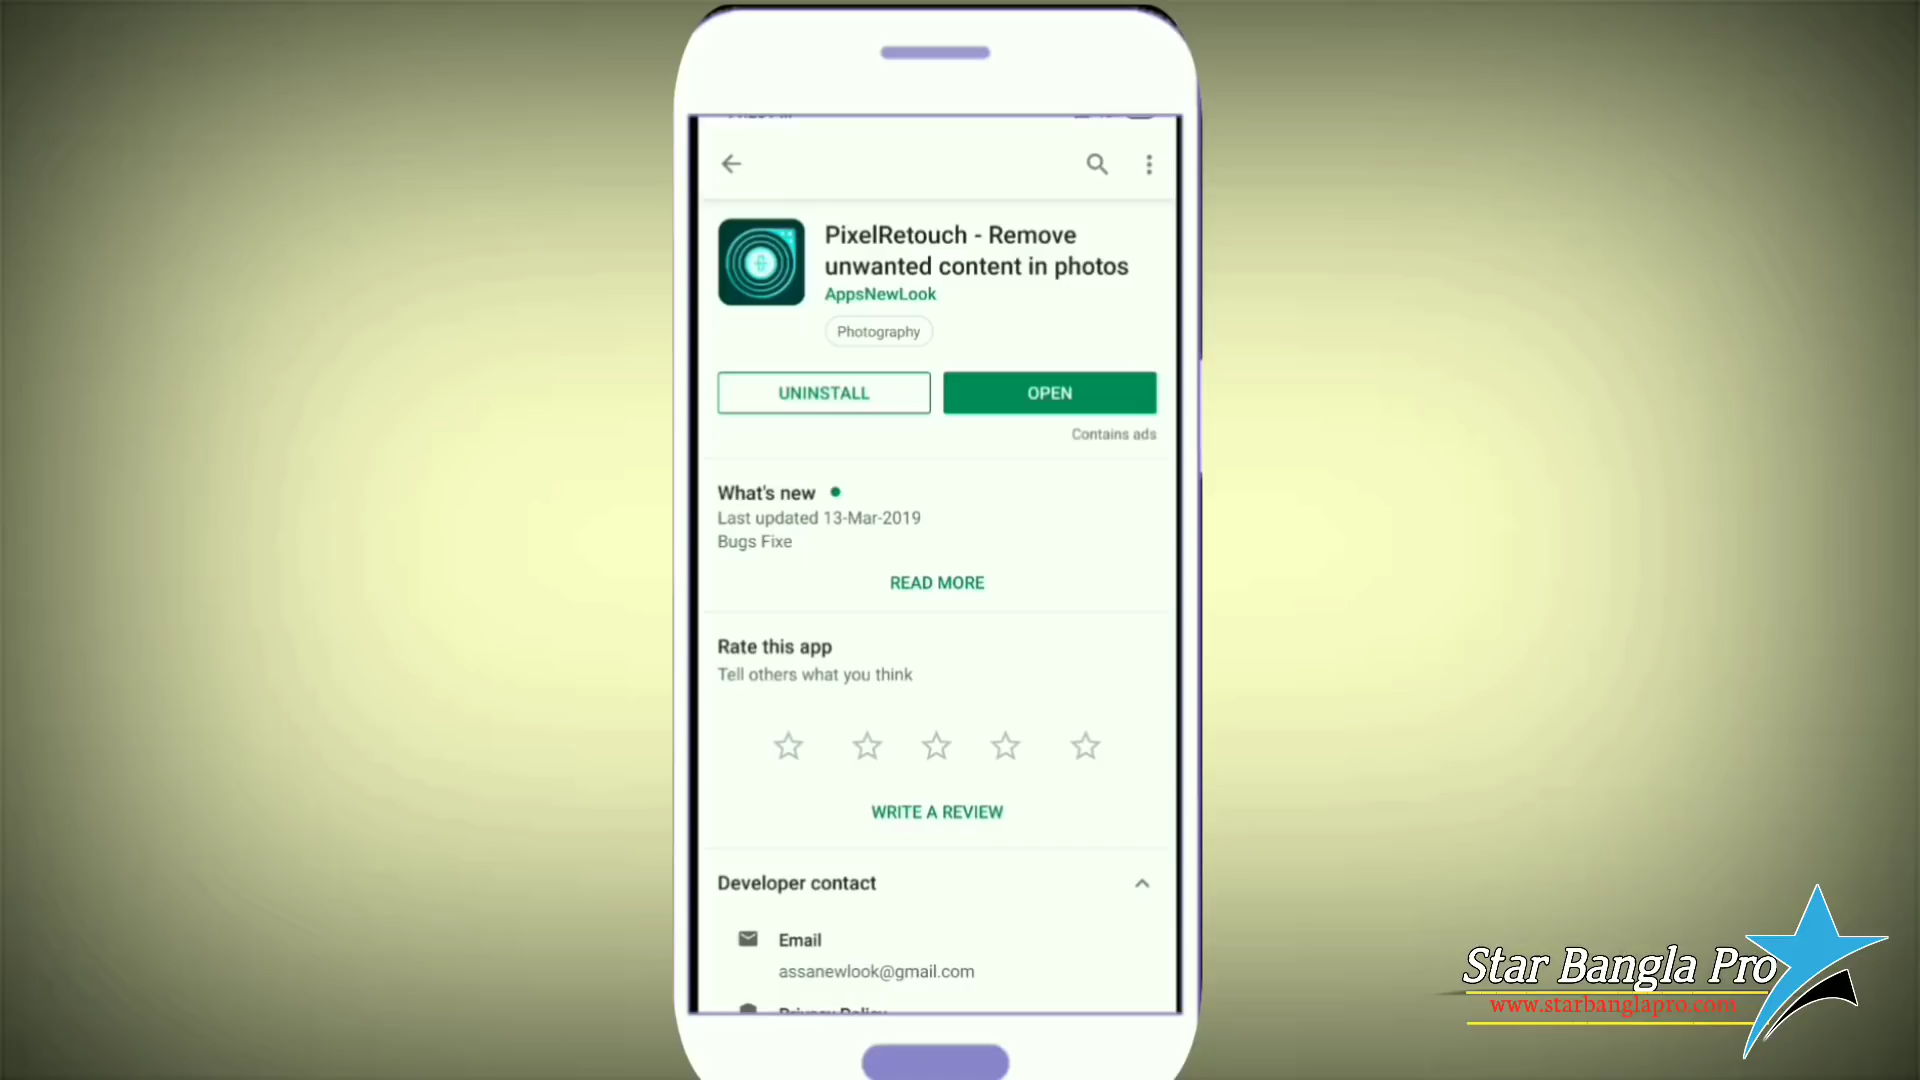 PixelRetouch - Remove
unwanted content in photos
AppsNewLook
Photography
UNINSTALL
OPEN
Contains ads
What's new
Last updated 13-Mar-2019
Bugs Fixe
READ MORE
Rate this app
Tell others what you think
WRITE A REVIEW
Developer contact
Email
assanewlook@gmail.com
Privacy Policy
Star Bangla Pro
www.starbanglapro.com